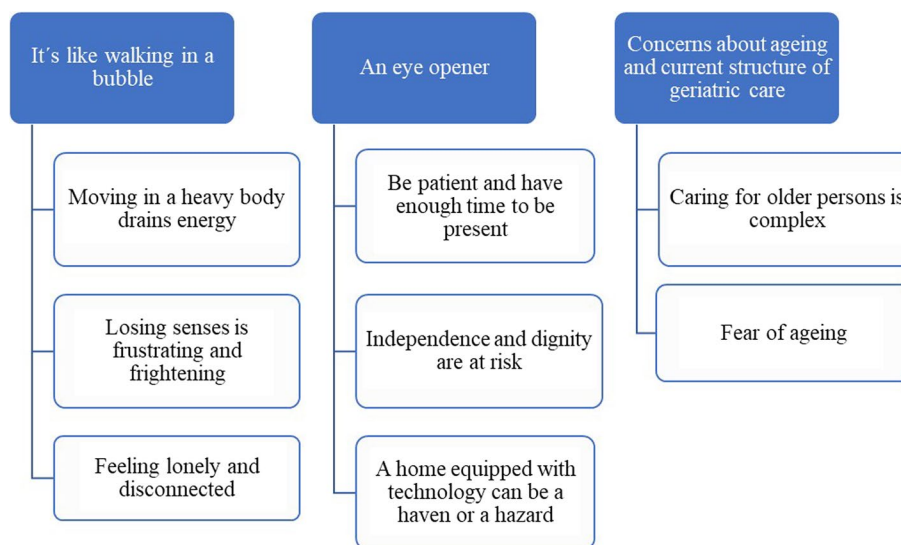 It´s like walking in a
bubble
Moving in a heavy body
drains energy
Losing senses is
frustrating and
frightening
Feeling lonely and
disconnected
An eye opener
Be patient and have
enough time to be
present
Independence and dignity
are at risk
A home equipped with
technology can be a
haven or a hazard
Concerns about ageing
and current structure of
geriatric care
Caring for older persons is
complex
Fear of ageing